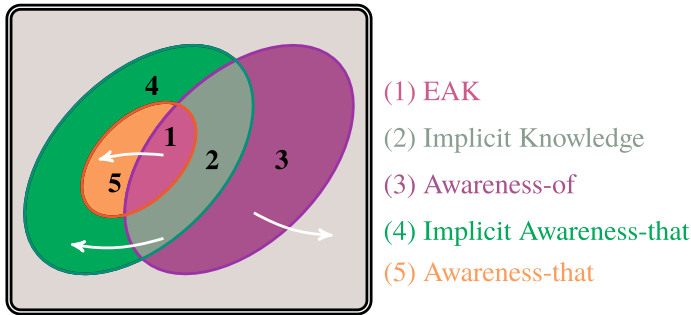 4
1
2
3
5
(1) EAK
(2) Implicit Knowledge
(3) Awareness-of
(4) Implicit Awareness-that
(5) Awareness-that